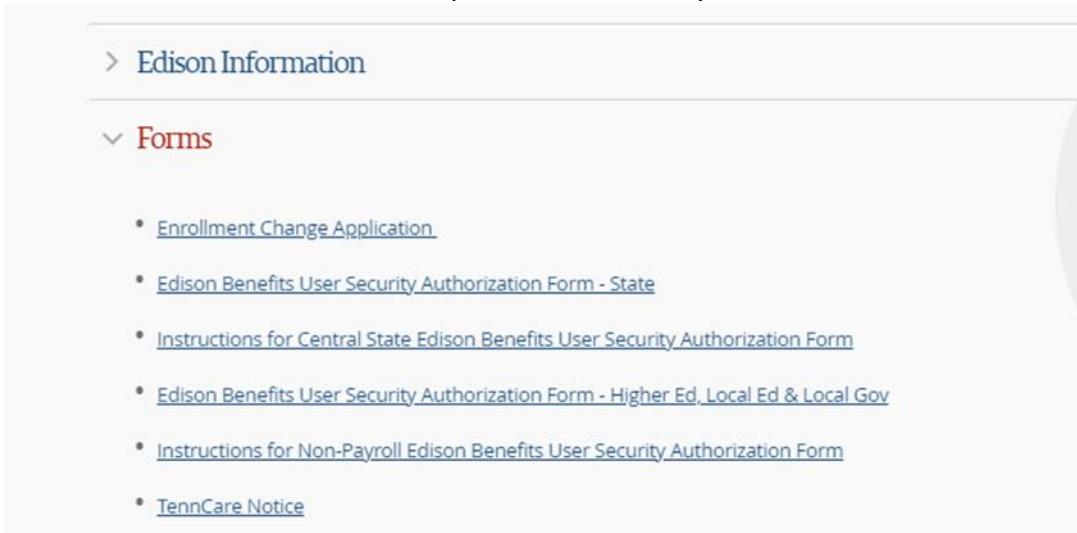 Edison Information
Forms
Enrollment Change Application
Edison Benefits User Security Authorization Form - State
Instructions for Central State Edison Benefits User Security Authorization Form
Edison Benefits User Security Authorization Form - Higher Ed, Local Ed & Local Gov
Instructions for Non-Payroll Edison Benefits User Security Authorization Form
TennCare Notice